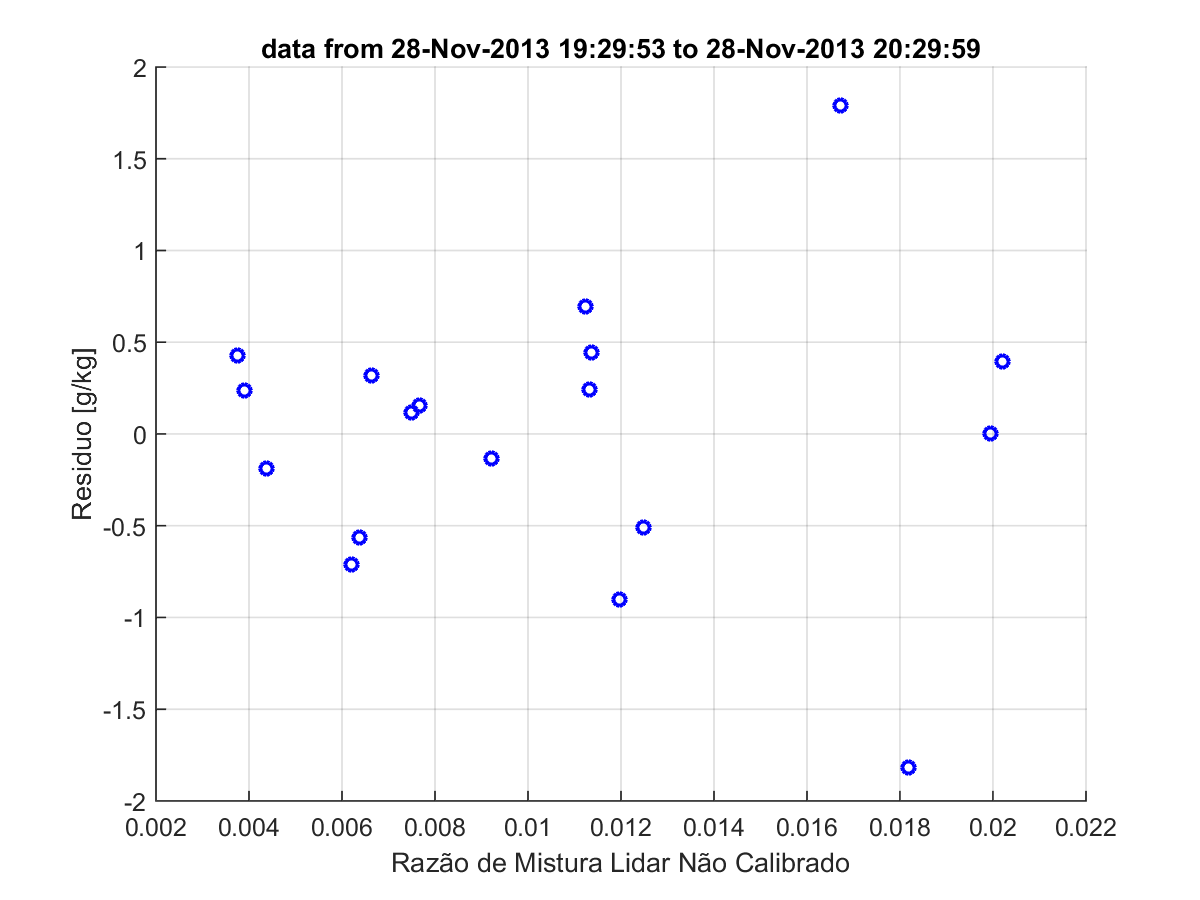 data from 28-Nov-2013 19:29:53 to 28-Nov-2013 20:29:59
2
1.5
1
0.5
0
-0.5
-1
-1.5
-2
Residuo [g/kg]
0.002 0.004 0.006 0.008 0.01 0.012 0.014 0.016 0.018 0.02 0.022
Razão de Mistura Lidar Não Calibrado